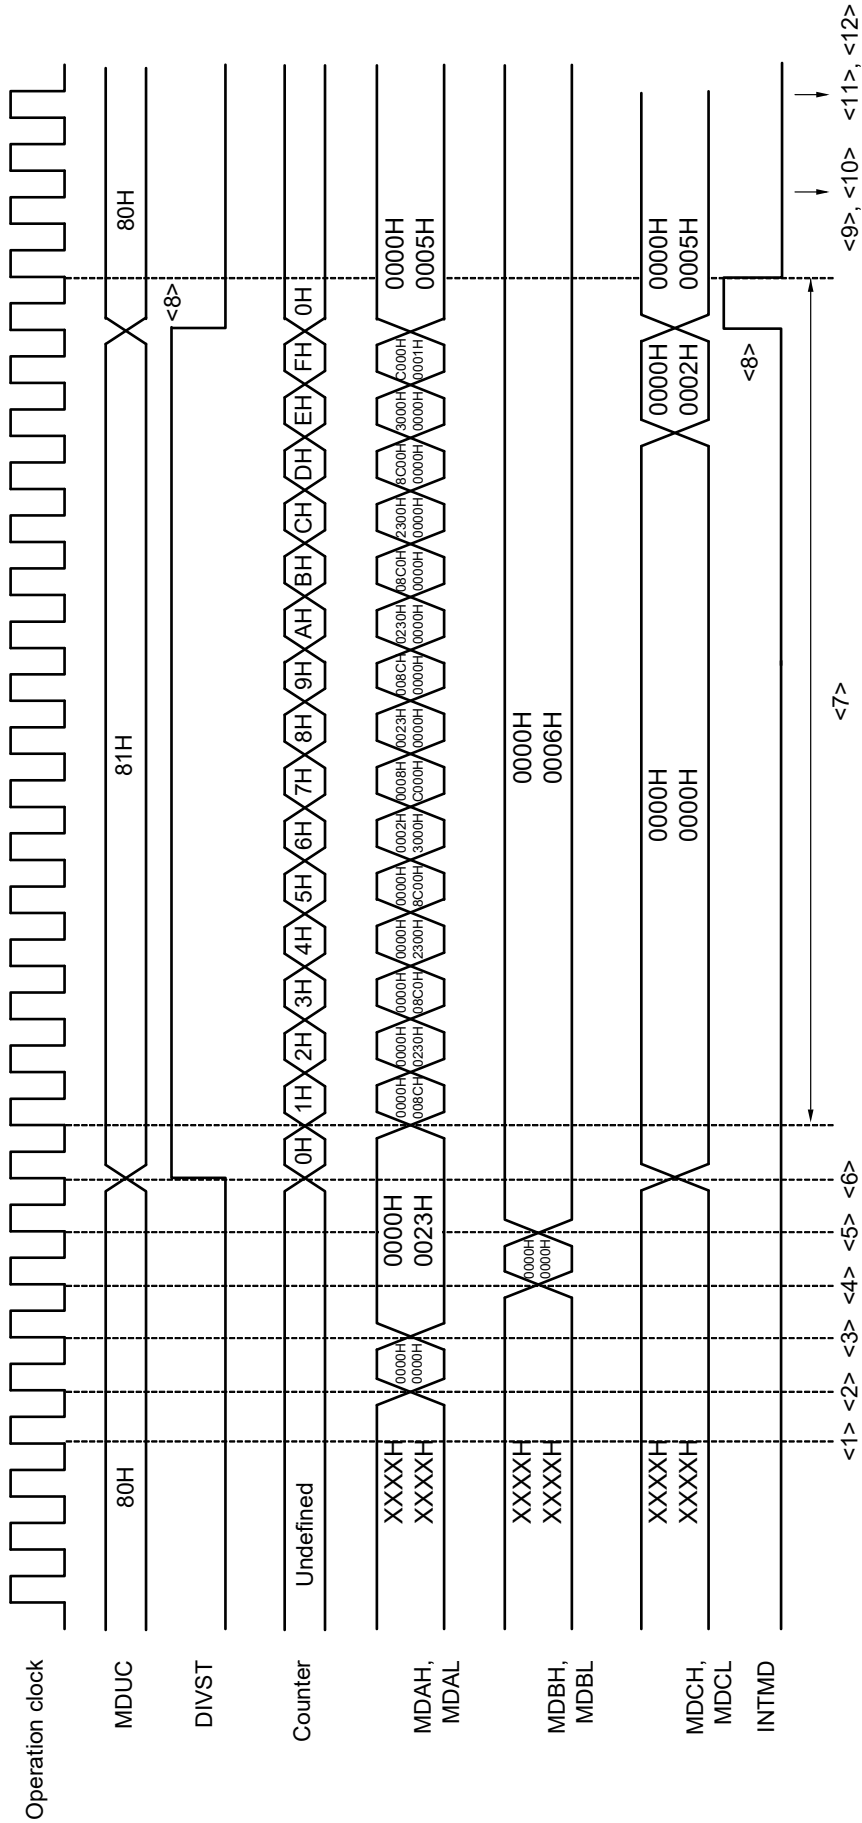 Operation clock
MDUC
80H
81H
80H
DIVST
<8>
Counter
Undefined
0H
1H
2H
3H
4H
5H
6H
7H
8H
9H
AH
BH
CH
DH
EH
FH
0H
MDAH,
MDAL
XXXXH
XXXXH
0000H
0000H
0000H
0023H
0000H
008CH
0000H
0230H
0000H
08C0H
0000H
2300H
0000H
8C00H
0002H
3000H
0008H
C000H
0023H
0000H
008CH
0000H
0230H
0000H
08C0H
0000H
2300H
0000H
8C00H
0000H
3000H
0000H
C000H
0001H
0000H
0005H
MDBH,
MDBL
XXXXH
XXXXH
0000H
0000H
0000H
0006H
MDCH,
MDCL
XXXXH
XXXXH
0000H
0000H
0000H
0002H
0000H
0005H
INTMD
<8>
<1>
<2>
<3>
<4>
<5>
<6>
<7>
<9>, <10>
<11>, <12>